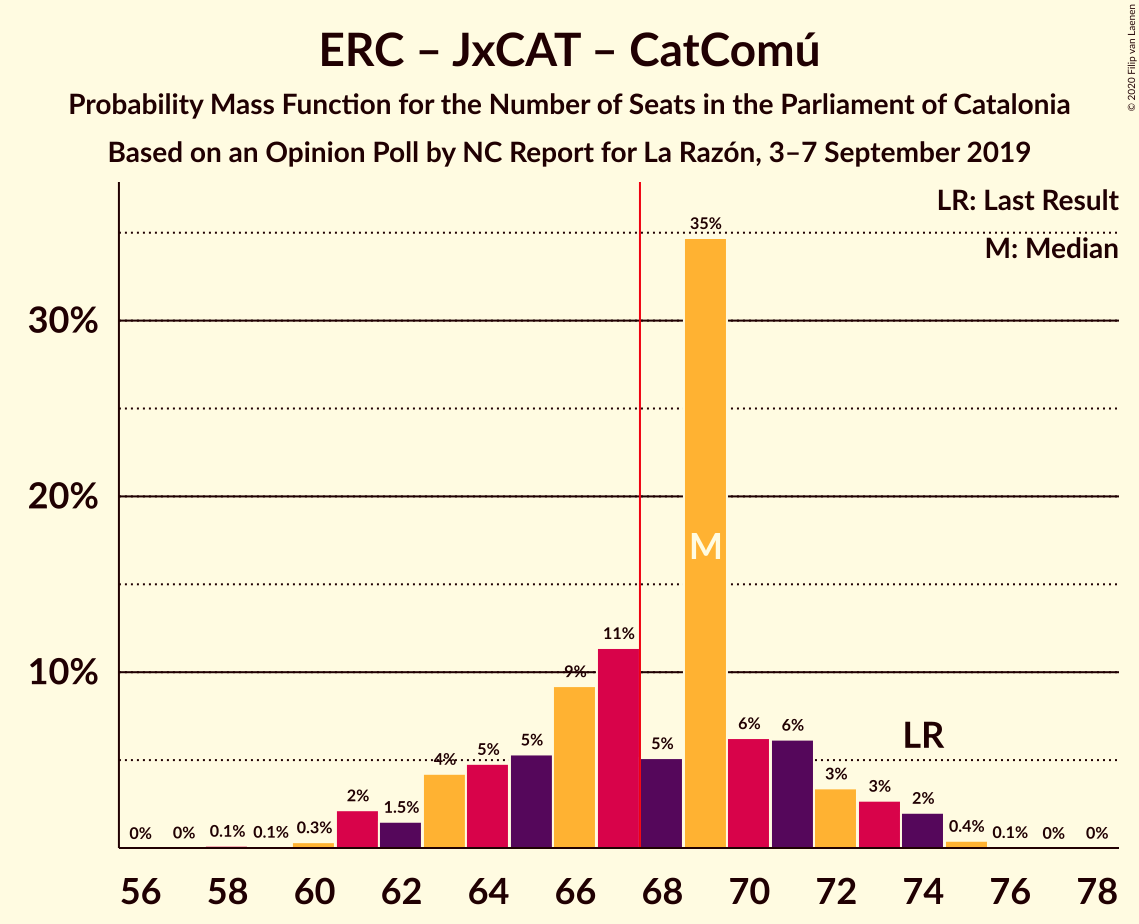 ERC – JxCAT – CatComú
Probability Mass Function for the Number of Seats in the Parliament of Catalonia
Based on an Opinion Poll by NC Report for La Razón, 3–7 September 2019
© 2020 Filip van Laenen
LR: Last Result
M: Median
30%
20%
10%
0%
0%
0.1%
0.1%
0.3%
2%
1.5%
4%
5%
5%
9%
11%
5%
35%
6%
6%
3%
3%
2%
0.4%
0.1%
0%
0%
M
LR
56 58 60 62 64 66 68 70 72 74 76 78